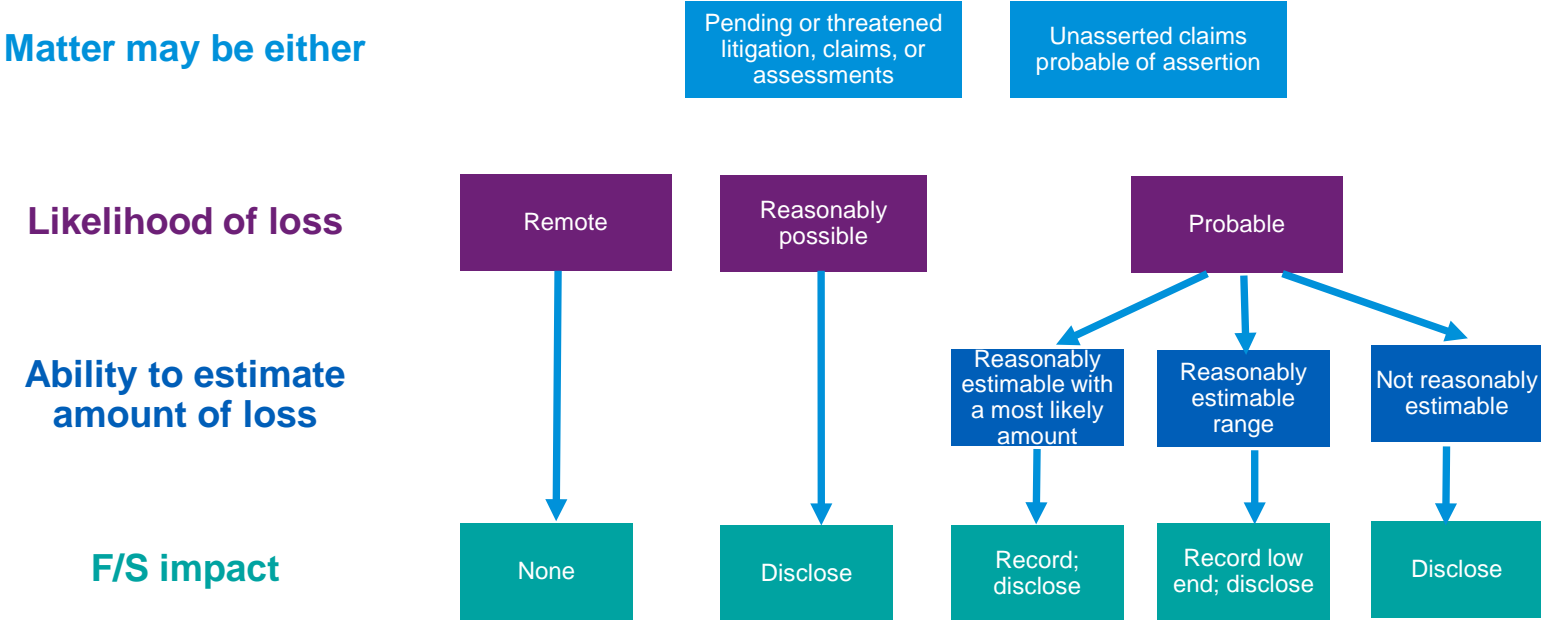 Matter may be either
Pending or threatened
litigation, claims, or
assessments
Unasserted claims
probable of assertion
Likelihood of loss
Remote
Reasonably
possible
Probable
Ability to estimate
amount of loss
Reasonably
estimable with
a most likely
amount
Reasonably
estimable
range
Not reasonably
estimable
F/S impact
None
Disclose
Record;
disclose
Record low
end; disclose
Disclose